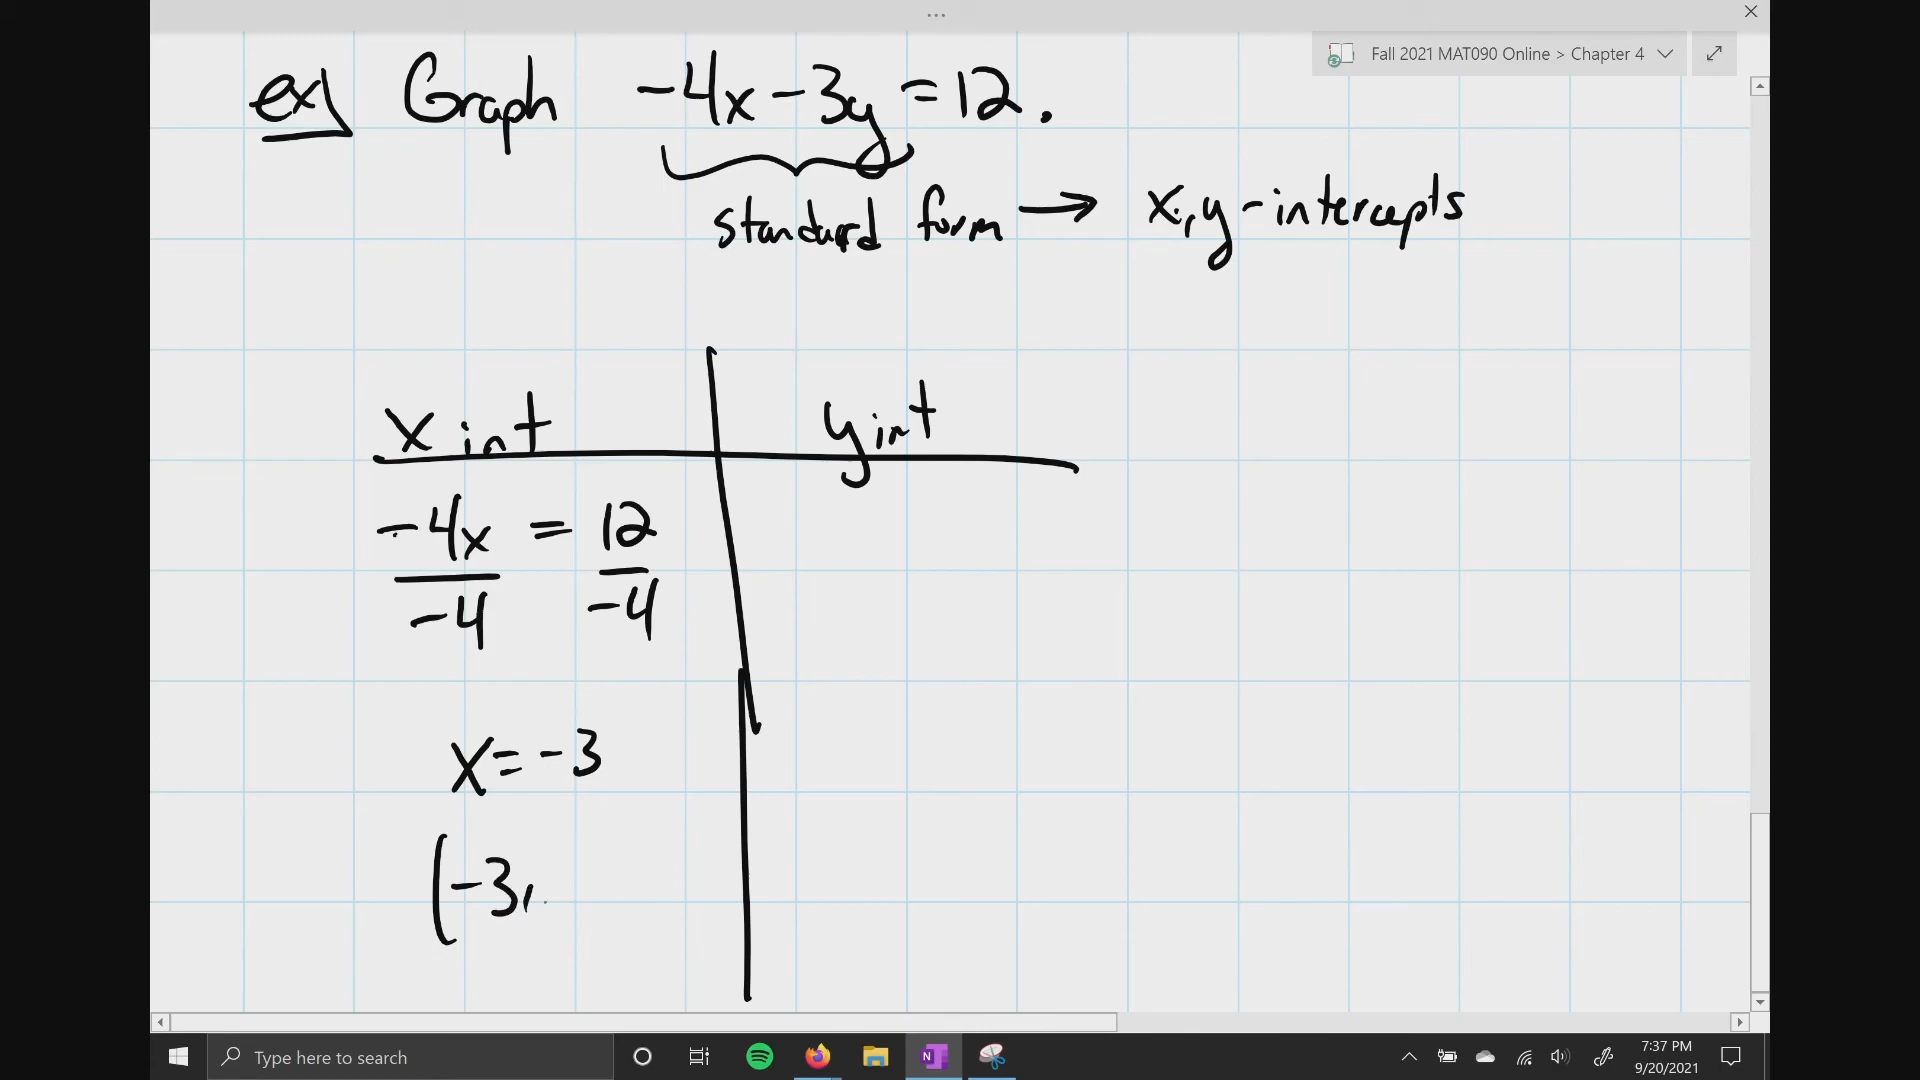 Fall 2021 MAT090 Online > Chapter 4
ex) Graph -4x-3y=12.
standard form → x,y-intercepts
x int
y int
-4x = 12
-4 -4
x=-3
(-3,
Type here to search
7:37 PM
9/20/2021